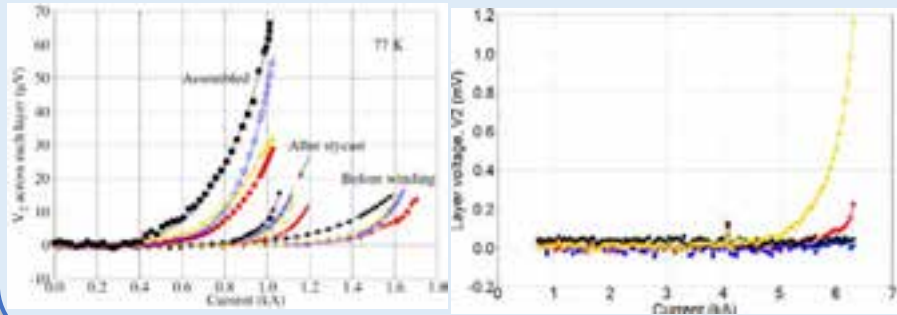 70
60
50
40
30
20
10
0
-10
V2 across each layer (µV)
77 K
Assembled
After stycast
Before winding
0.0 0.2 0.4 0.6 0.8 1.0 1.2 1.4 1.6 1.8
Current (kA)
1.2
1.0
0.8
0.6
0.4
0.2
0.0
-0.2
Layer voltage, V2 (mV)
0 1 2 3 4 5 6 7
Current (kA)